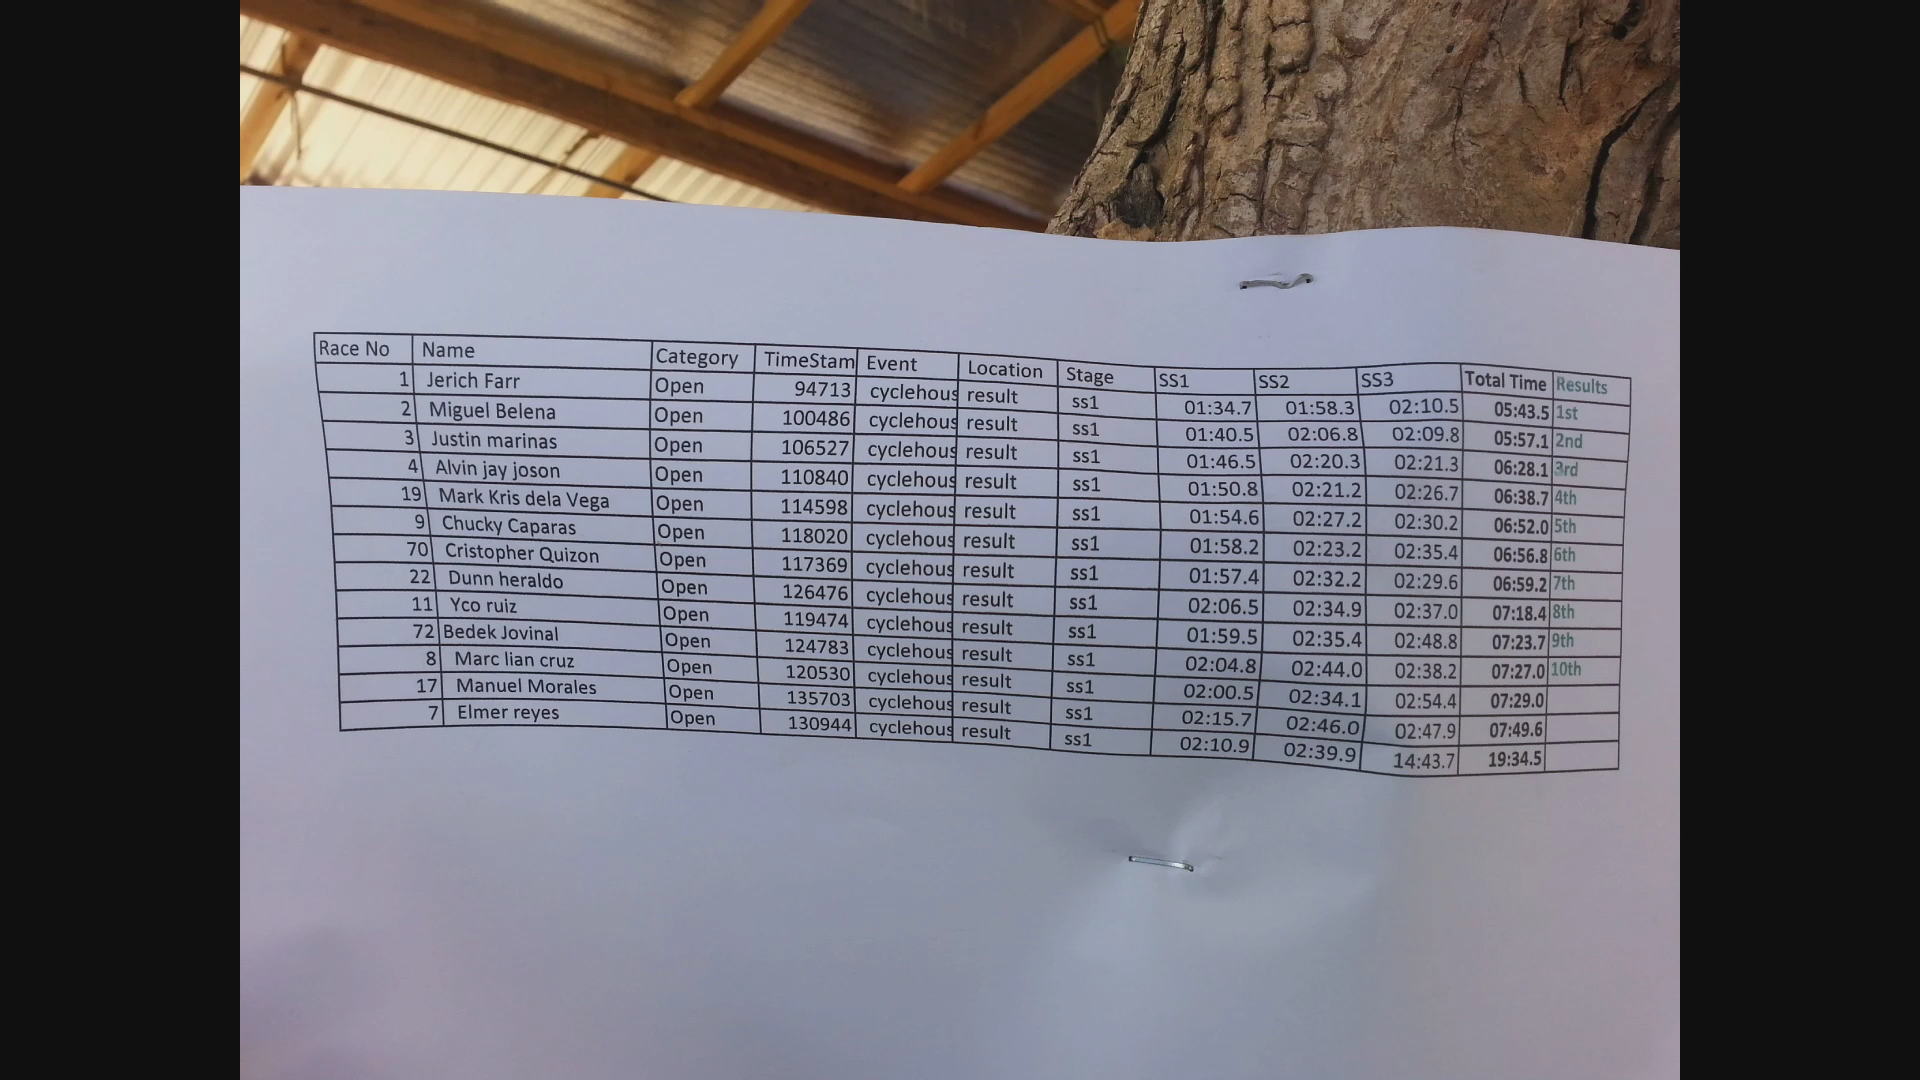 Race No Name Category TimeStam Event Location Stage SS1 SS2 SS3 Total Time Results
1 Jerich Farr Open 94713 cyclehous result ss1 01:34.7 01:58.3 02:10.5 05:43.5 1st
2 Miguel Belena Open 100486 cyclehous result ss1 01:40.5 02:06.8 02:09.8 05:57.1 2nd
3 Justin marinas Open 106527 cyclehous result ss1 01:46.5 02:20.3 02:21.3 06:28.1 3rd
4 Alvin jay joson Open 110840 cyclehous result ss1 01:50.8 02:21.2 02:26.7 06:38.7 4th
19 Mark Kris dela Vega Open 114598 cyclehous result ss1 01:54.6 02:27.2 02:30.2 06:52.0 5th
9 Chucky Caparas Open 118020 cyclehous result ss1 01:58.2 02:23.2 02:35.4 06:56.8 6th
70 Cristopher Quizon Open 117369 cyclehous result ss1 01:57.4 02:32.2 02:29.6 06:59.2 7th
22 Dunn heraldo Open 126476 cyclehous result ss1 02:06.5 02:34.9 02:37.0 07:18.4 8th
11 Yco ruiz Open 119474 cyclehous result ss1 01:59.5 02:35.4 02:48.8 07:23.7 9th
72 Bedek Jovinal Open 124783 cyclehous result ss1 02:04.8 02:44.0 02:38.2 07:27.0 10th
8 Marc lian cruz Open 120530 cyclehous result ss1 02:00.5 02:34.1 02:54.4 07:29.0
17 Manuel Morales Open 135703 cyclehous result ss1 02:15.7 02:46.0 02:47.9 07:49.6
7 Elmer reyes Open 130944 cyclehous result ss1 02:10.9 02:39.9 14:43.7 19:34.5